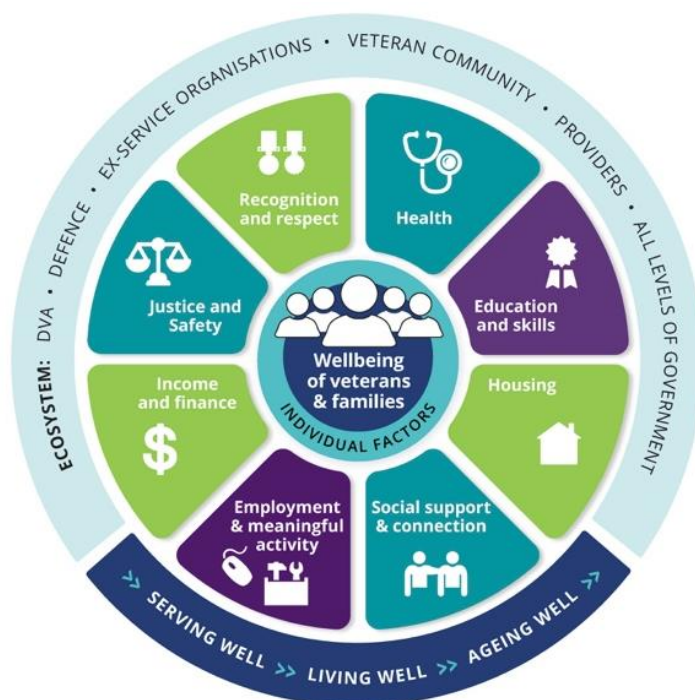 ECOSYSTEM: DVA • DEFENCE • EX-SERVICE ORGANISATIONS • VETERAN COMMUNITY • PROVIDERS • ALL LEVELS OF GOVERNMENT
Recognition
and respect
Health
Justice and
Safety
Education
and skills
Wellbeing
of veterans
& families
INDIVIDUAL FACTORS
Income
and finance
$
Housing
Employment
& meaningful
activity
Social support
& connection
>> SERVING WELL >> LIVING WELL >> AGEING WELL >>